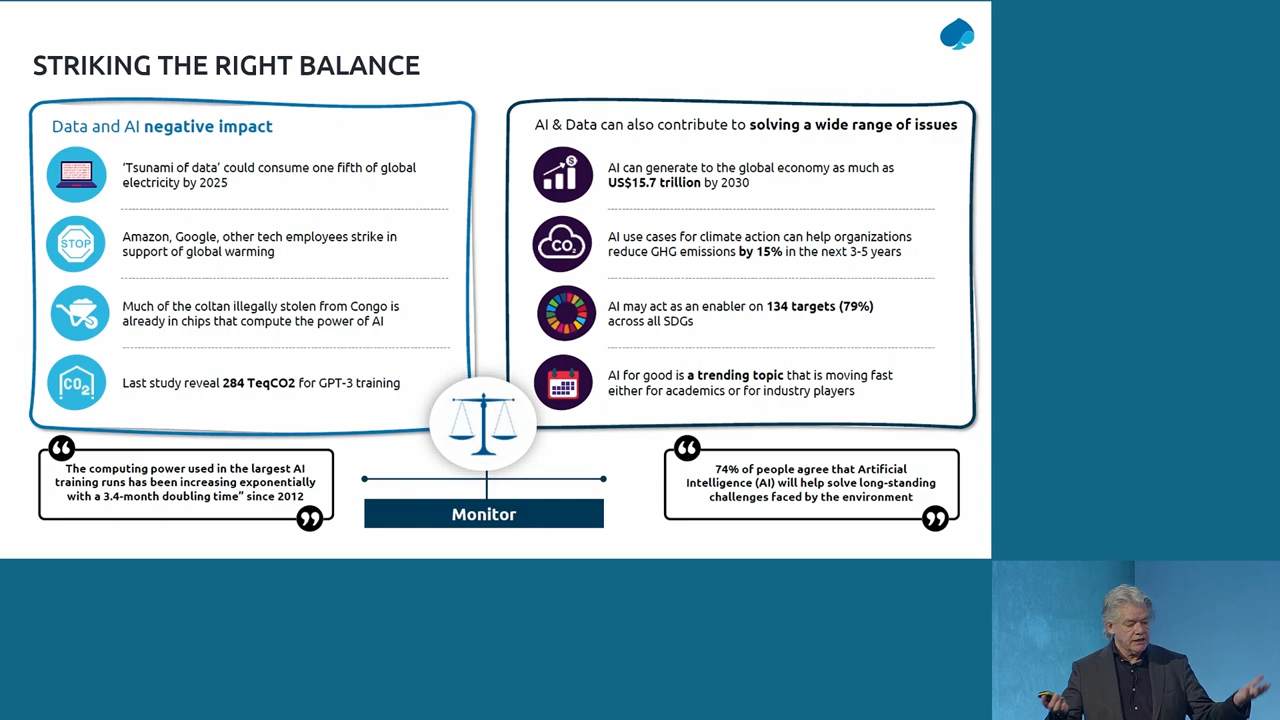 STRIKING THE RIGHT BALANCE
Data and AI negative impact
‘Tsunami of data’ could consume one fifth of global
electricity by 2025
STOP
Amazon, Google, other tech employees strike in
support of global warming
Much of the coltan illegally stolen from Congo is
already in chips that compute the power of AI
CO2
Last study reveal 284 TeqCO2 for GPT-3 training
AI & Data can also contribute to solving a wide range of issues
$
AI can generate to the global economy as much as
US$15.7 trillion by 2030
CO2
AI use cases for climate action can help organizations
reduce GHG emissions by 15% in the next 3-5 years
AI may act as an enabler on 134 targets (79%)
across all SDGs
AI for good is a trending topic that is moving fast
either for academics or for industry players
“
The computing power used in the largest AI
training runs has been increasing exponentially
with a 3.4-month doubling time” since 2012
”
Monitor
“
74% of people agree that Artificial
Intelligence (AI) will help solve long-standing
challenges faced by the environment
”